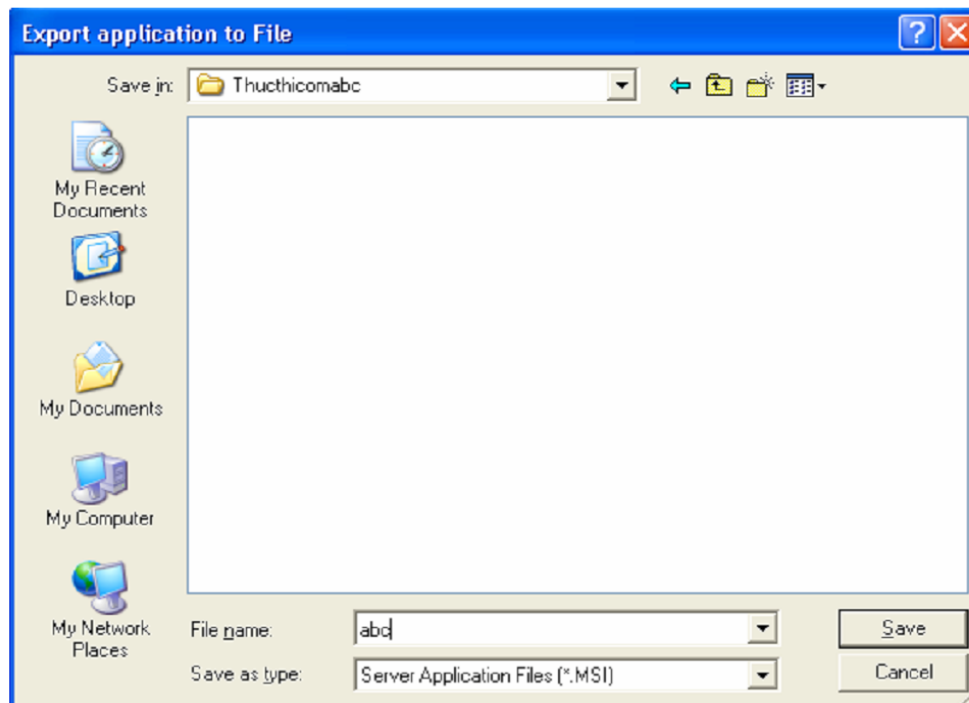 Export application to File
Save in: Thucthicomabc
My Recent
Documents
Desktop
My Documents
My Computer
My Network
Places
File name: abc Save
Save as type: Server Application Files (*.MSI) Cancel